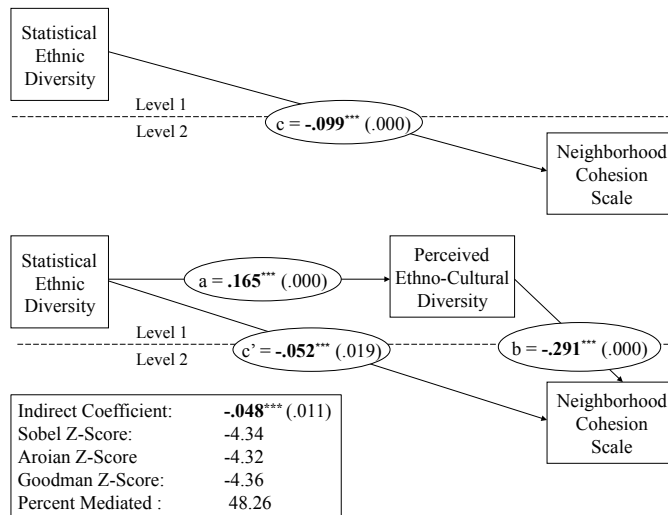 Statistical
Ethnic
Diversity
Level 1
Level 2
c = -.099*** (.000)
Neighborhood
Cohesion
Scale
Statistical
Ethnic
Diversity
a = .165*** (.000)
Perceived
Ethno-Cultural
Diversity
Level 1
Level 2
c’ = -.052*** (.019)
b = -.291*** (.000)
Neighborhood
Cohesion
Scale
Indirect Coefficient: -.048*** (.011)
Sobel Z-Score: -4.34
Aroian Z-Score -4.32
Goodman Z-Score: -4.36
Percent Mediated : 48.26